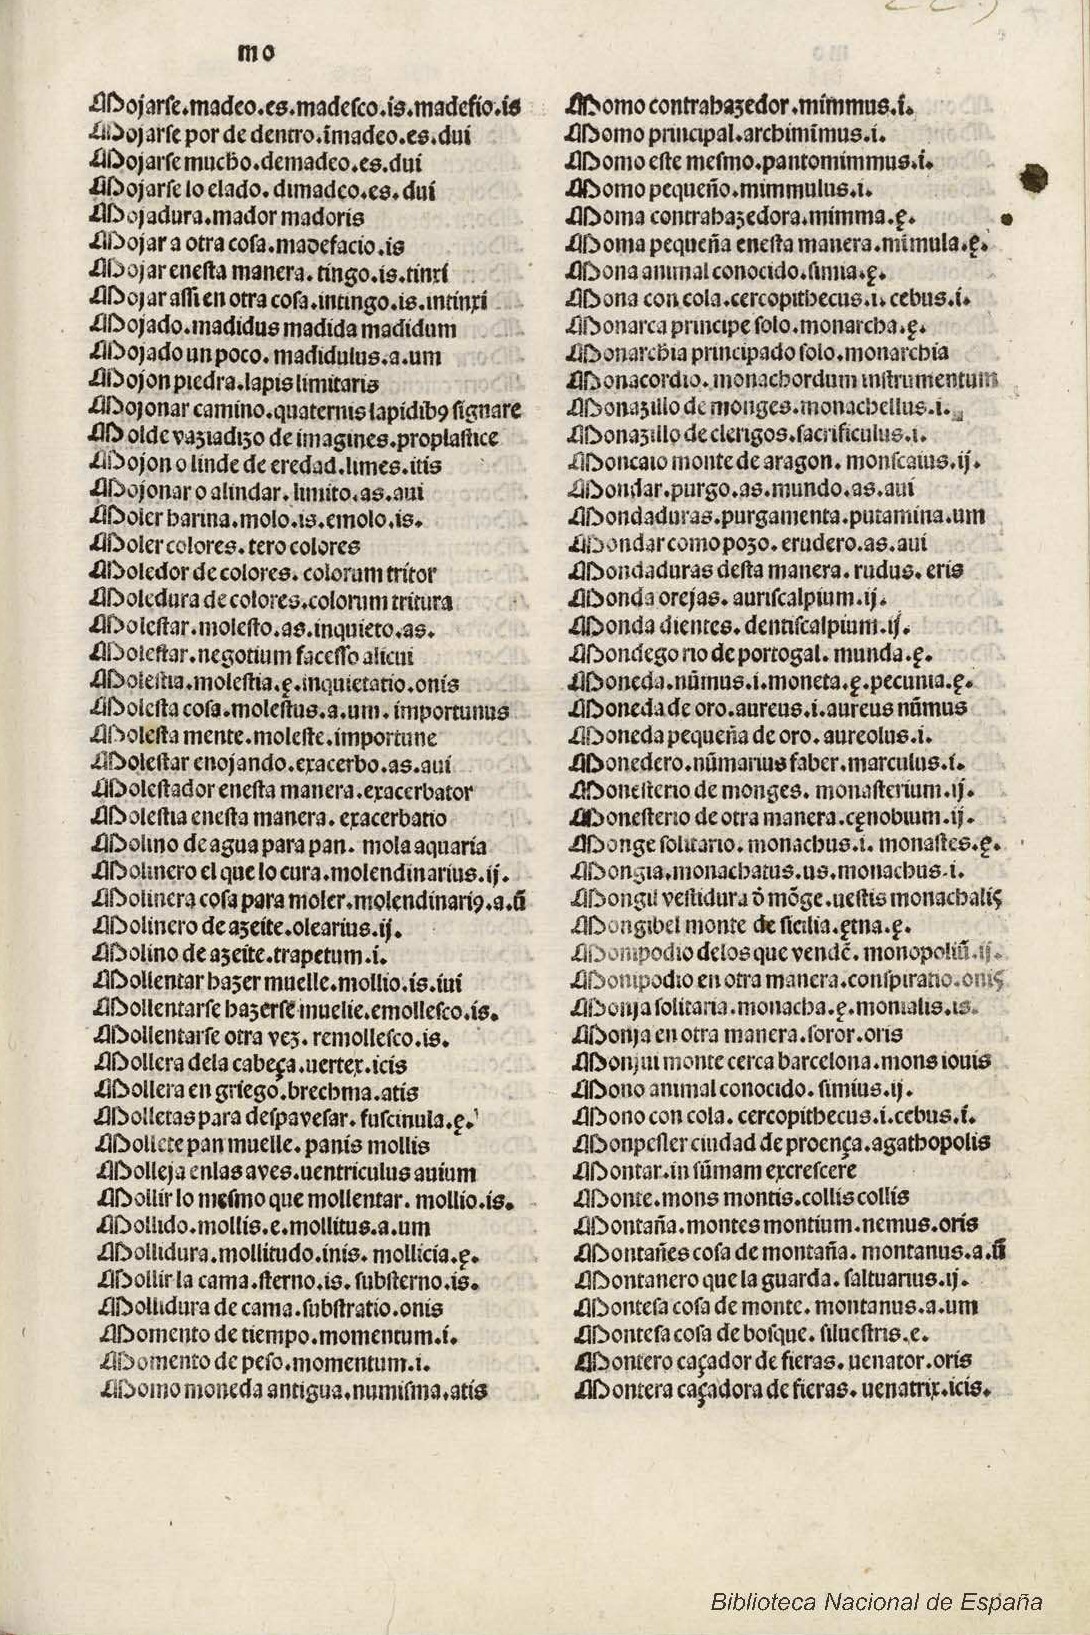 mo
Mojarse.madeo.es.madesco.is.madefio.is
Mojarse por de dentro.īmadeo.es.dui
Mojarse mucho.demadeo.es.dui
Mojarse lo elado.dimadeo.es.dui
Mojadura.mador madoris
Mojar a otra cosa.madefacio.is
Mojar enesta manera.tingo.is.tinxi
Mojar assi en otra cosa.intingo.is.intinxi
Mojado.madidus madida madidum
Mojado un poco.madidulus.a.um
Mojon piedra.lapis limitaris
Mojonar camino.quaternis lapidibꝰ signare
Molde vaziadizo de imagines.proplastice
Mojon o linde de eredad.limes.itis
Mojonar o alindar.limito.as.aui
Moler harina.molo.is.emolo.is.
Moler colores.tero colores
Moledor de colores.colorum tritor
Moledura de colores.colorum tritura
Molestar.molesto.as.inquieto.as.
Molestar.negotium facesso alicui
Molestia.molestia.ę.inquietatio.onis
Molesta cosa.molestus.a.um.importunus
Molesta mente.moleste.importune
Molestar enojando.exacerbo.as.aui
Molestador enesta manera.exacerbator
Molestia enesta manera.exacerbatio
Molino de agua para pan.mola aquaria
Molinero el que lo cura.molendinarius.ij.
Molinera cosa para moler.molendinariꝰ.a.ū
Molinero de azeite.olearius.ij.
Molino de azeite.trapetum.i.
Mollentar hazer muelle.mollio.is.iui
Mollentarse hazerse muelle.emollesco.is.
Mollentarse otra vez.remollesco.is.
Mollera dela cabeça.uertex.icis
Mollera en griego.brechma.atis
Molletas para despavesar.fuscinula.ę.
Mollete pan muelle.panis mollis
Molleja enlas aves.uentriculus auium
Mollir lo mesmo que mollentar.mollio.is.
Mollido.mollis.e.mollitus.a.um
Mollidura.mollitudo.inis.mollicia.ę.
Mollir la cama.sterno.is.substerno.is.
Mollidura de cama.substratio.onis
Momento de tiempo.momentum.i.
Momento de peso.momentum.i.
Momo moneda antigua.numisma.atis
Momo contrahazedor.mimmus.i.
Momo principal.archimīmus.i.
Momo este mesmo.pantomimmus.i.
Momo pequeño.mimmulus.i.
Moma contrahazedora.mimma.ę.
Moma pequeña enesta manera.mimula.ę.
Mona animal conocido.simia.ę.
Mona con cola.cercopithecus.i.cebus.i.
Monarca principe solo.monarcha.ę.
Monarchia principado solo.monarchia
Monacordio.monachordum instrumentum
Monazillo de monges.monachellus.i.
Monazillo de clerigos.sacrificulus.i.
Moncaio monte de aragon.monscaius.ij.
Mondar.purgo.as.mundo.as.aui
Mondaduras.purgamenta.putamina.um
Mondar como pozo.erudero.as.aui
Mondaduras desta manera.rudus.eris
Monda orejas.auriscalpium.ij.
Monda dientes.dentiscalpium.ij.
Mondego rio de portogal.munda.ę.
Moneda.nūmus.i.moneta.ę.pecunia.ę.
Moneda de oro.aureus.i.aureus nūmus
Moneda pequeña de oro.aureolus.i.
Monedero.nūmarius faber.marculus.i.
Monesterio de monges.monasterium.ij.
Monesterio de otra manera.cęnobium.ij.
Monge solitario.monachus.i.monastes.ę.
Mongia.monachatus.us.monachus.i.
Mongil vestidura ō mōge.uestis monachalis
Mongibel monte de sicilia.ętna.ę.
Mompodio delos que vendē.monopoliū.ij.
Mompodio en otra manera.conspiratio.onis
Monja solitaria.monacha.ę.monialis.is.
Monja en otra manera.soror.oris
Monjui monte cerca barcelona.mons iouis
Mono animal conocido.simius.ij.
Mono con cola.cercopithecus.i.cebus.i.
Monpesler ciudad de proença.agathopolis
Montar.in sūmam excrescere
Monte.mons montis.collis collis
Montaña.montes montium.nemus.oris
Montañes cosa de montaña.montanus.a.ū
Montanero que la guarda.saltuarius.ij.
Montesa cosa de monte.montanus.a.um
Montesa cosa de bosque.siluestris.e.
Montero caçador de fieras.uenator.oris
Montera caçadora de fieras.uenatrix.icis.
Biblioteca Nacional de España